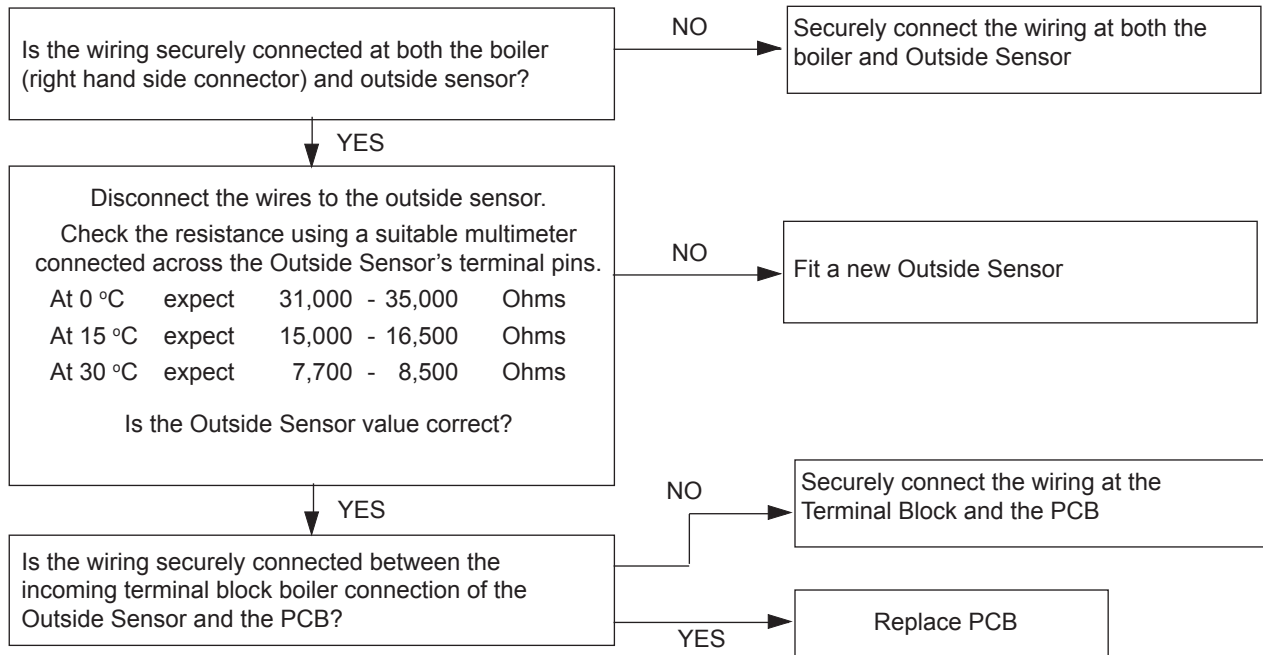 Is the wiring securely connected at both the boiler
(right hand side connector) and outside sensor?
NO
Securely connect the wiring at both the
boiler and Outside Sensor
YES
Disconnect the wires to the outside sensor.
Check the resistance using a suitable multimeter
connected across the Outside Sensor's terminal pins.
At 0 °C expect 31,000 - 35,000 Ohms
At 15 °C expect 15,000 - 16,500 Ohms
At 30 °C expect 7,700 - 8,500 Ohms
Is the Outside Sensor value correct?
NO
Fit a new Outside Sensor
YES
Is the wiring securely connected between the
incoming terminal block boiler connection of the
Outside Sensor and the PCB?
NO
Securely connect the wiring at the
Terminal Block and the PCB
YES
Replace PCB